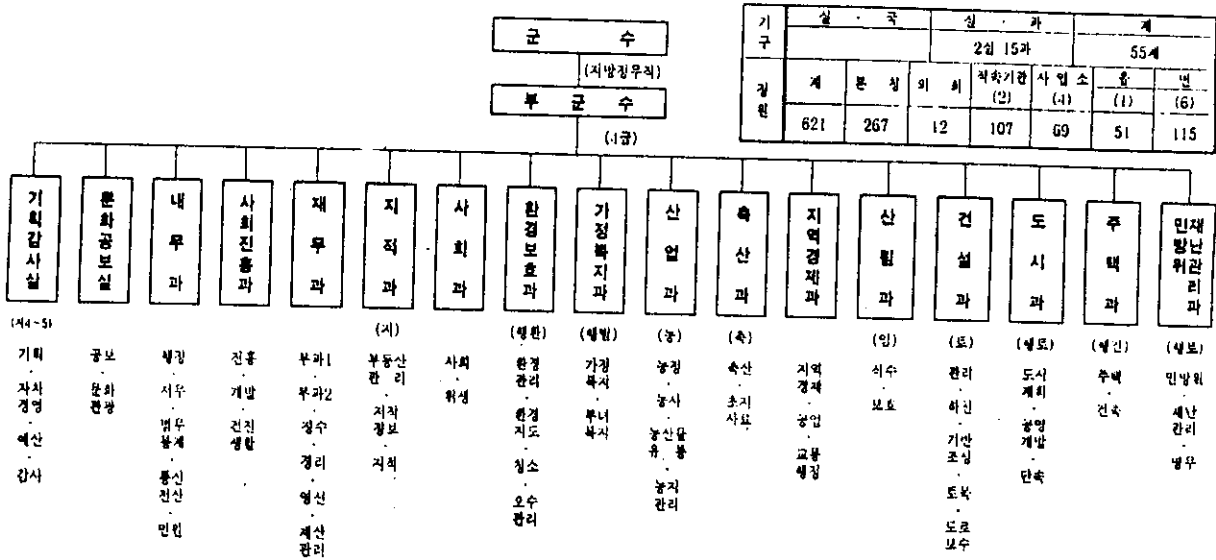 군 수
(지방정무직)
부 군 수
(4급)
기구
실 · 국
실 · 과
계
2실 15과
55계
정원
계
본 청
의 회
직속기관 (2)
사업소 (4)
읍 (1)
면 (6)
621
267
12
107
69
51
115
기획감사실
문화공보실
내무과
사회진흥과
재무과
지적과
사회과
환경보호과
가정복지과
산업과
축산과
지역경제과
산림과
건설과
도시과
주택과
민방위재난관리과
(지4~5)
(지)
(행환)
(행별)
(농)
(축)
(임)
(토)
(행토)
(행건)
(행보)
기획
·
자치경영
·
예산
·
감사
공보
·
문화관광
행정
·
서무
·
법무통계
·
통신전산
·
민원
진흥
·
개발
·
건전생활
부과1
·
부과2
·
징수
·
경리
·
영선
·
재산관리
부동산관리
·
지적정보
·
지적
사회
·
위생
환경관리
·
환경지도
·
청소
·
오수관리
가정복지
·
부녀복지
농정
·
농사
·
농산물유통
·
농지관리
축산
·
초지사료
지역경제
·
공업
·
교통행정
식수
·
보호
관리
·
하천
·
기반조성
·
토목
·
도로보수
도시계획
·
공영개발
·
단속
주택
·
건축
민방위
·
재난관리
·
병무